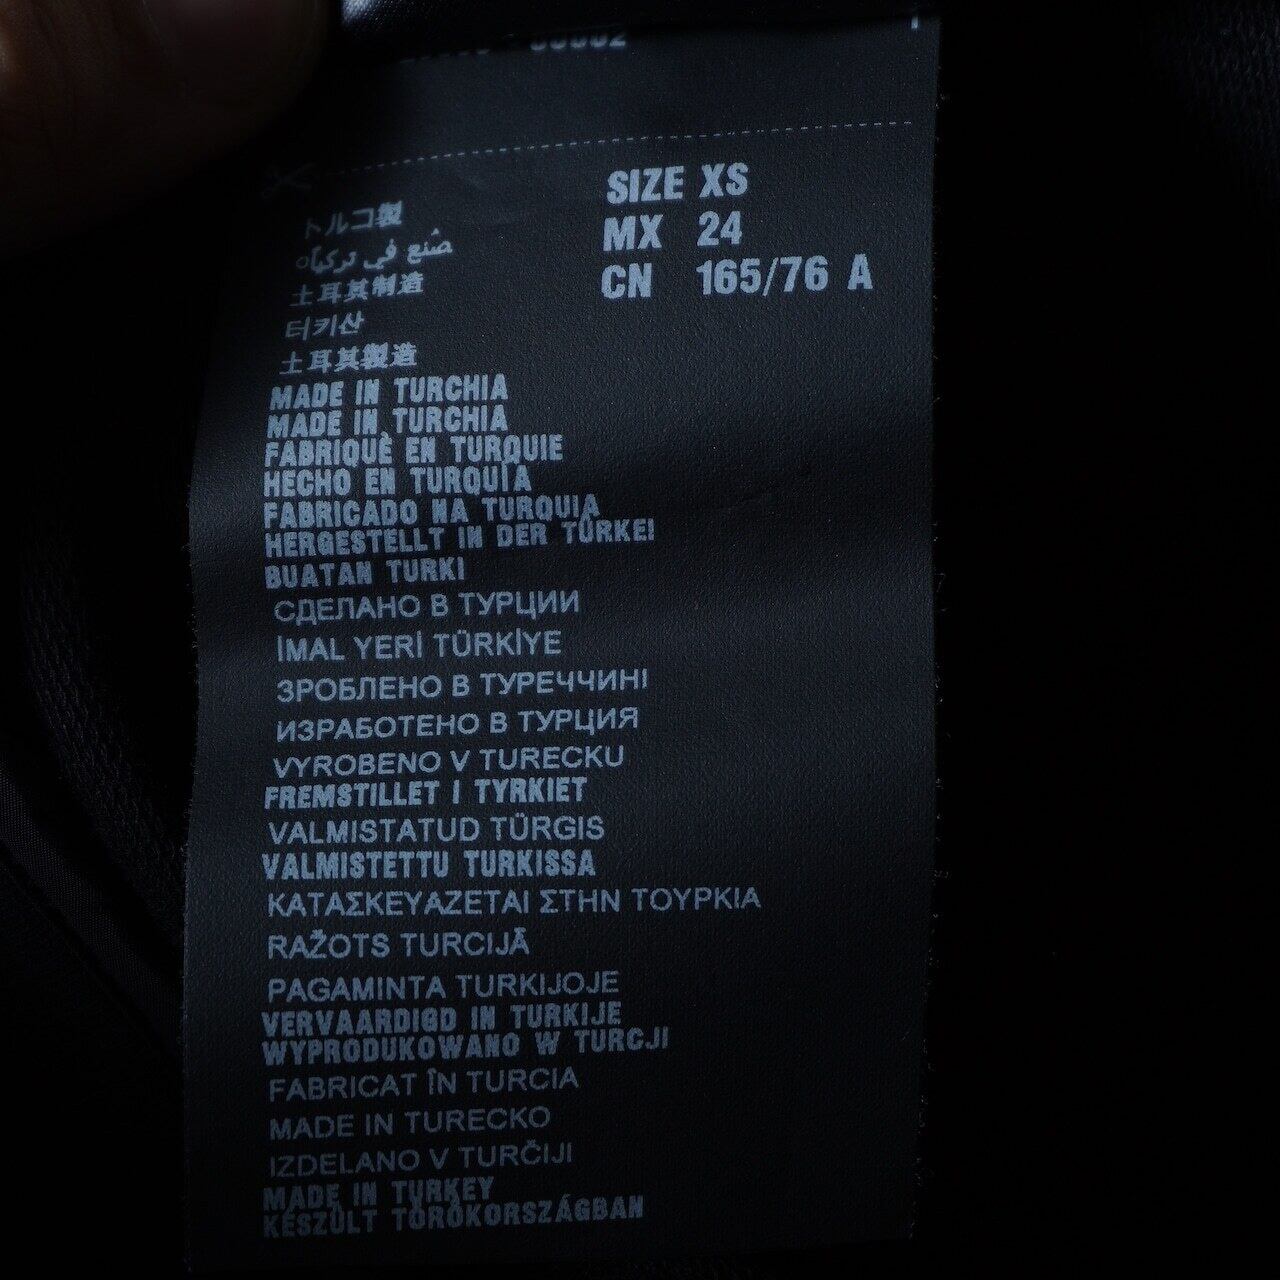 SIZE XS
MX 24
CN 165/76 A
トルコ製
صُنع في تركيا
土耳其制造
터키산
土耳其製造
MADE IN TURCHIA
MADE IN TURCHIA
FABRIQUÈ EN TURQUIE
HECHO EN TURQUÍA
FABRICADO NA TURQUIA
HERGESTELLT IN DER TÜRKEI
BUATAN TURKI
СДЕЛАНО В ТУРЦИИ
İMAL YERİ TÜRKİYE
ЗРОБЛЕНО В ТУРЕЧЧИНІ
ИЗРАБОТЕНО В ТУРЦИЯ
VYROBENO V TURECKU
FREMSTILLET I TYRKIET
VALMISTATUD TÜRGIS
VALMISTETTU TURKISSA
ΚΑΤΑΣΚΕΥΑΖΕΤΑΙ ΣΤΗΝ ΤΟΥΡΚΙΑ
RAŽOTS TURCIJĀ
PAGAMINTA TURKIJOJE
VERVAARDIGD IN TURKIJE
WYPRODUKOWANO W TURCJI
FABRICAT ÎN TURCIA
MADE IN TURECKO
IZDELANO V TURČIJI
MADE IN TURKEY
KÉSZÜLT TÖRÖKORSZÁGBAN